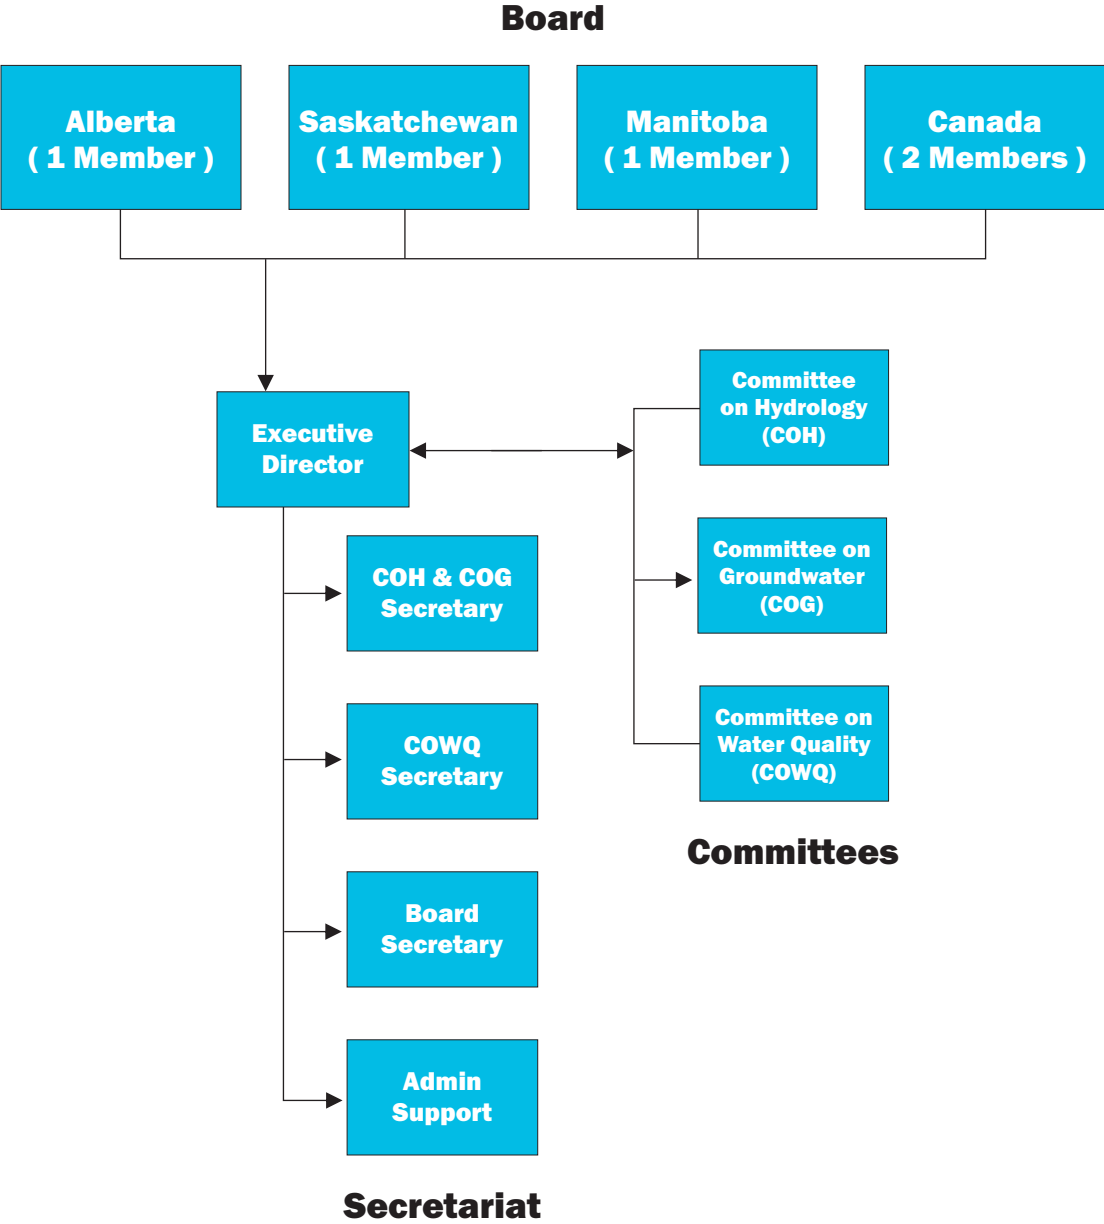 Board
Alberta
( 1 Member )
Saskatchewan
( 1 Member )
Manitoba
( 1 Member )
Canada
( 2 Members )
Executive
Director
Committee
on Hydrology
(COH)
Committee on
Groundwater
(COG)
Committee on
Water Quality
(COWQ)
Committees
COH & COG
Secretary
COWQ
Secretary
Board
Secretary
Admin
Support
Secretariat